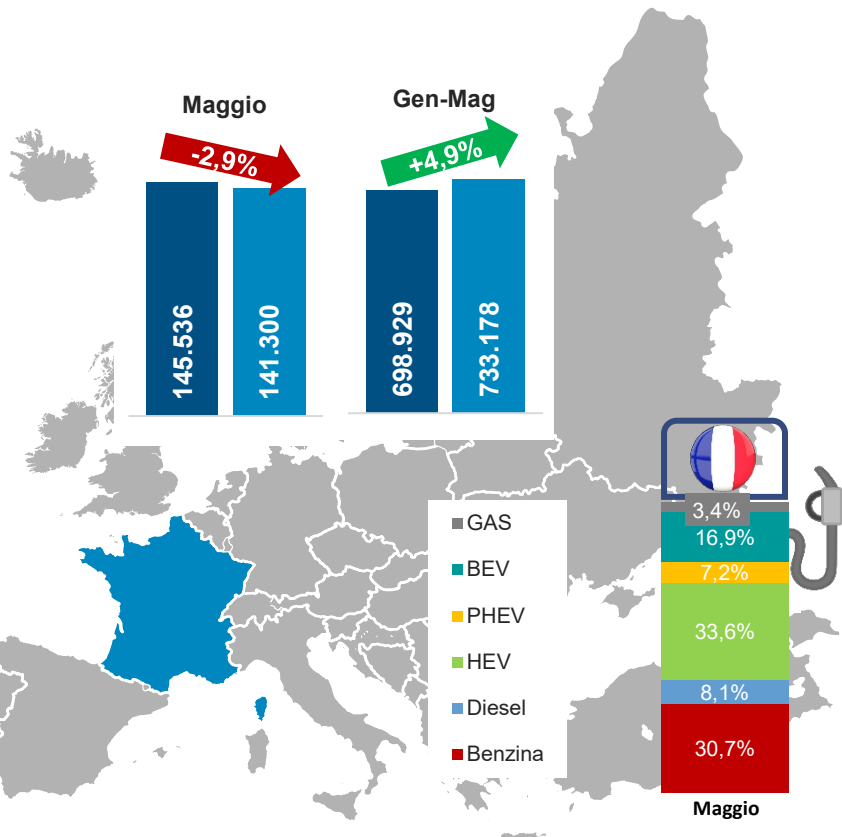 Maggio
Gen-Mag
-2,9%
+4,9%
145.536
141.300
698.929
733.178
GAS
BEV
PHEV
HEV
Diesel
Benzina
3,4%
16,9%
7,2%
33,6%
8,1%
30,7%
Maggio